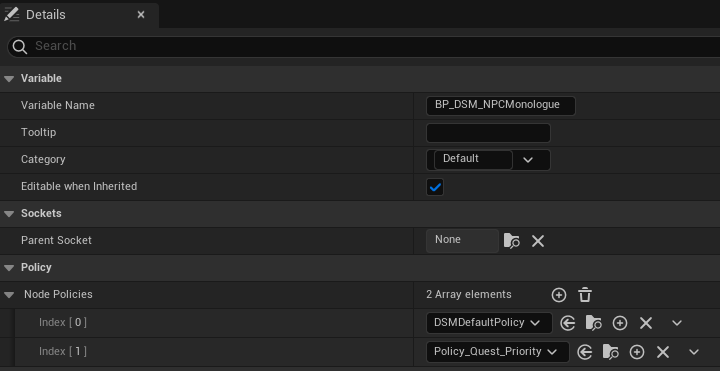 Details
Search
Variable
Variable Name BP_DSM_NPCMonologue
Tooltip
Category Default
Editable when Inherited
Sockets
Parent Socket None
Policy
Node Policies 2 Array elements
Index [ 0 ] DSMDefaultPolicy
Index [ 1 ] Policy_Quest_Priority